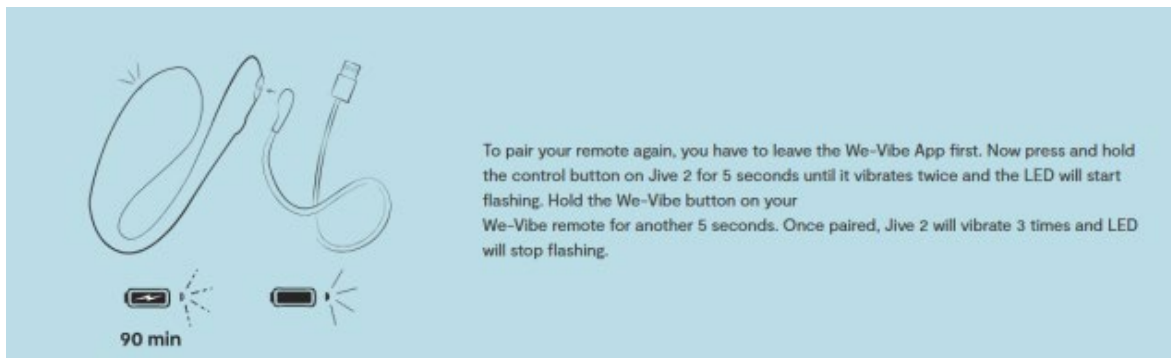 To pair your remote again, you have to leave the We-Vibe App first. Now press and hold
the control button on Jive 2 for 5 seconds until it vibrates twice and the LED will start
flashing. Hold the We-Vibe button on your
We-Vibe remote for another 5 seconds. Once paired, Jive 2 will vibrate 3 times and LED
will stop flashing.
90 min